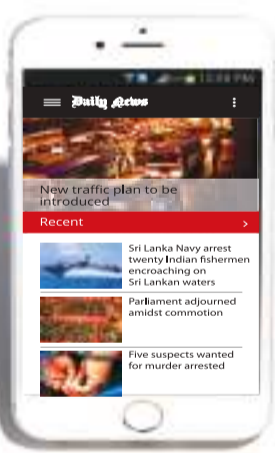 Daily News
New traffic plan to be
introduced
Recent
Sri Lanka Navy arrest
twenty Indian fishermen
encroaching on
Sri Lankan waters
Parliament adjourned
amidst commotion
Five suspects wanted
for murder arrested